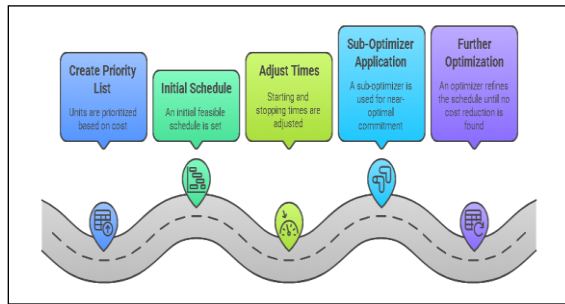 Create Priority
List
Units are prioritized
based on cost
Initial Schedule
An initial feasible
schedule is set
Adjust Times
Starting and
stopping times are
adjusted
Sub-Optimizer
Application
A sub-optimizer is
used for near-
optimal
commitment
Further
Optimization
An optimizer refines
the schedule until no
cost reduction is
found